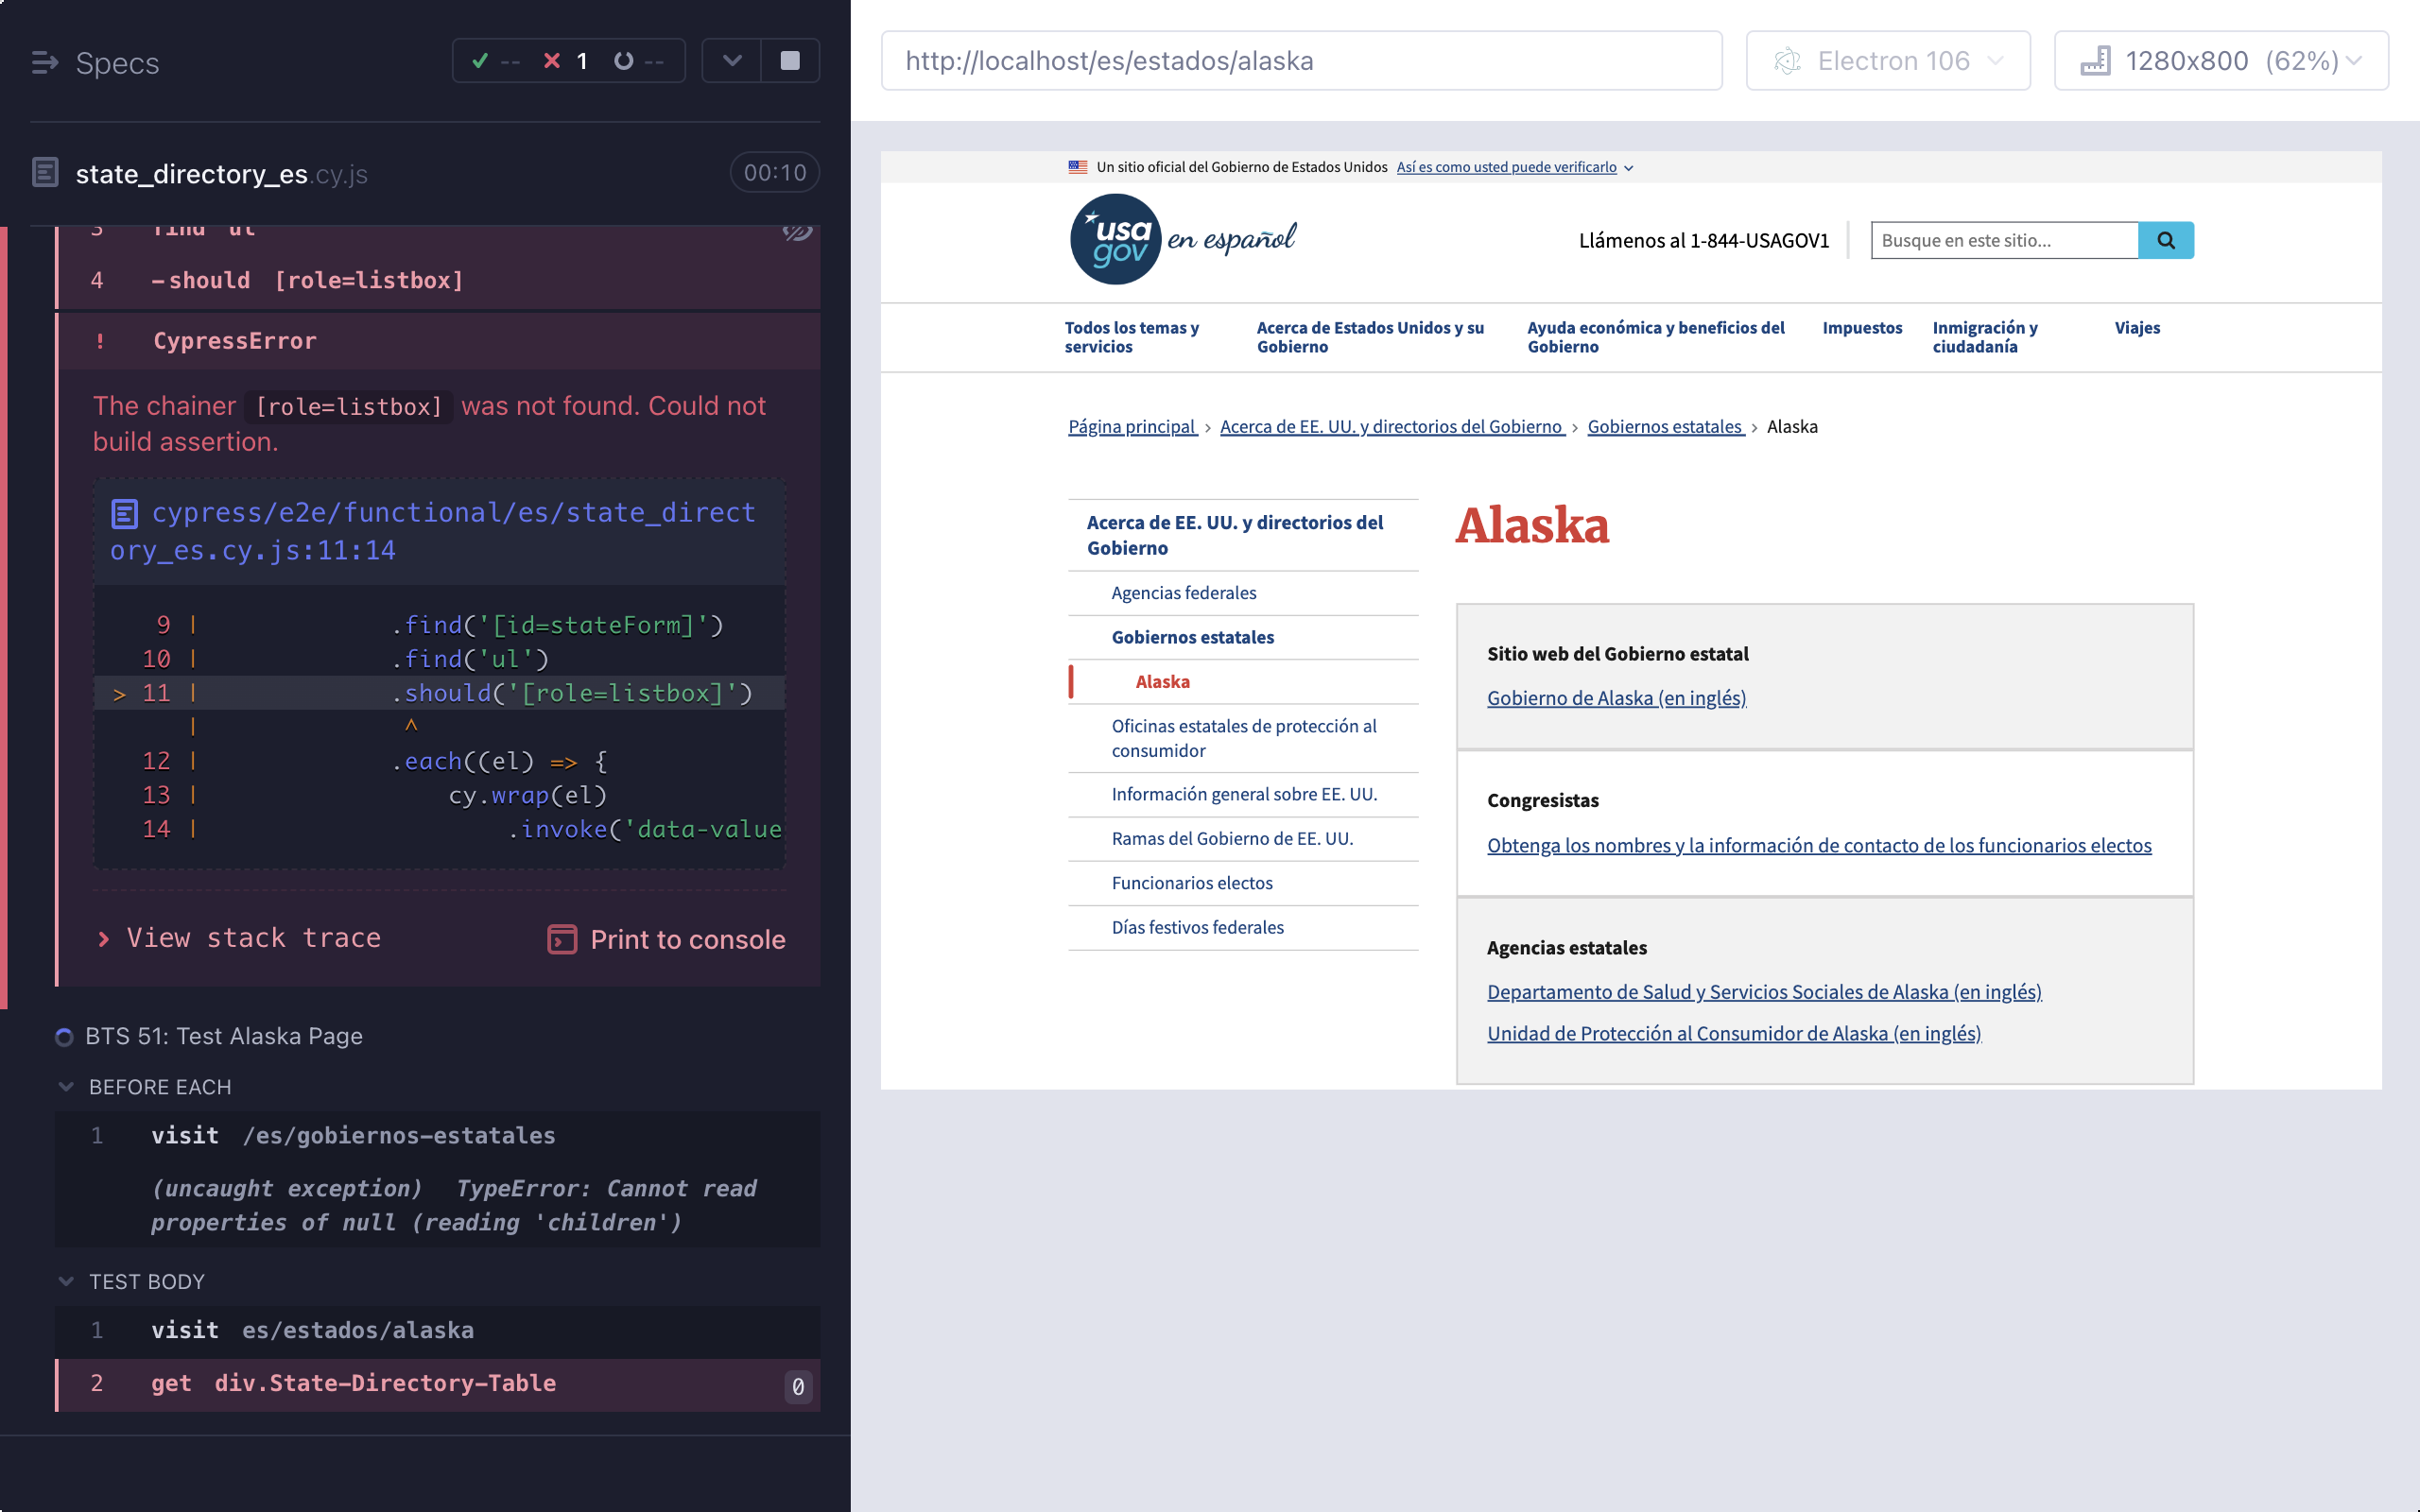 Specs
-- 1 --
state_directory_es.cy.js 00:10
3 find ul
4 -should [role=listbox]
! CypressError
The chainer [role=listbox] was not found. Could not
build assertion.
cypress/e2e/functional/es/state_direct
ory_es.cy.js:11:14
9 | .find('[id=stateForm]')
10 | .find('ul')
> 11 | .should('[role=listbox]')
| ^
12 | .each((el) => {
13 | cy.wrap(el)
14 | .invoke('data-value
View stack trace
Print to console
BTS 51: Test Alaska Page
BEFORE EACH
1 visit /es/gobiernos-estatales
(uncaught exception) TypeError: Cannot read
properties of null (reading 'children')
TEST BODY
1 visit es/estados/alaska
2 get div.State-Directory-Table 0
http://localhost/es/estados/alaska
Electron 106
1280x800 (62%)
Un sitio oficial del Gobierno de Estados Unidos Así es como usted puede verificarlo
usa
gov
en español
Llámenos al 1-844-USAGOV1
Busque en este sitio...
Todos los temas y
servicios
Acerca de Estados Unidos y su
Gobierno
Ayuda económica y beneficios del
Gobierno
Impuestos
Inmigración y
ciudadanía
Viajes
Página principal › Acerca de EE. UU. y directorios del Gobierno › Gobiernos estatales › Alaska
Acerca de EE. UU. y directorios del
Gobierno
Agencias federales
Gobiernos estatales
Alaska
Oficinas estatales de protección al
consumidor
Información general sobre EE. UU.
Ramas del Gobierno de EE. UU.
Funcionarios electos
Días festivos federales
Alaska
Sitio web del Gobierno estatal
Gobierno de Alaska (en inglés)
Congresistas
Obtenga los nombres y la información de contacto de los funcionarios electos
Agencias estatales
Departamento de Salud y Servicios Sociales de Alaska (en inglés)
Unidad de Protección al Consumidor de Alaska (en inglés)